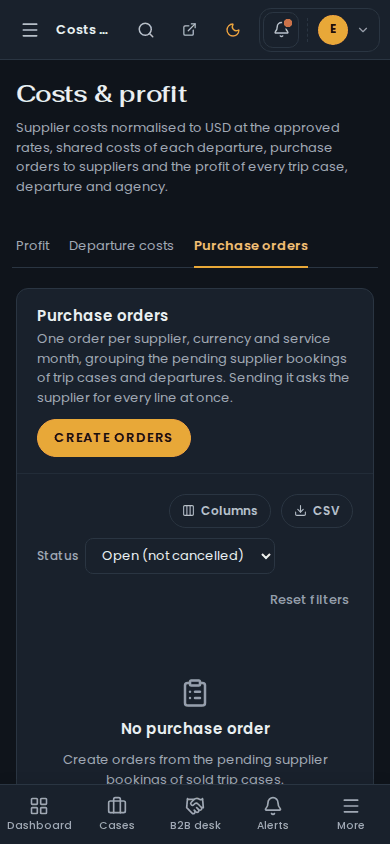 Costs ...
E
Costs & profit
Supplier costs normalised to USD at the approved
rates, shared costs of each departure, purchase
orders to suppliers and the profit of every trip case,
departure and agency.
Profit Departure costs Purchase orders
Purchase orders
One order per supplier, currency and service
month, grouping the pending supplier bookings
of trip cases and departures. Sending it asks the
supplier for every line at once.
CREATE ORDERS
Columns CSV
Status Open (not cancelled)
Reset filters
No purchase order
Create orders from the pending supplier
bookings of sold trip cases.
Dashboard Cases B2B desk Alerts More